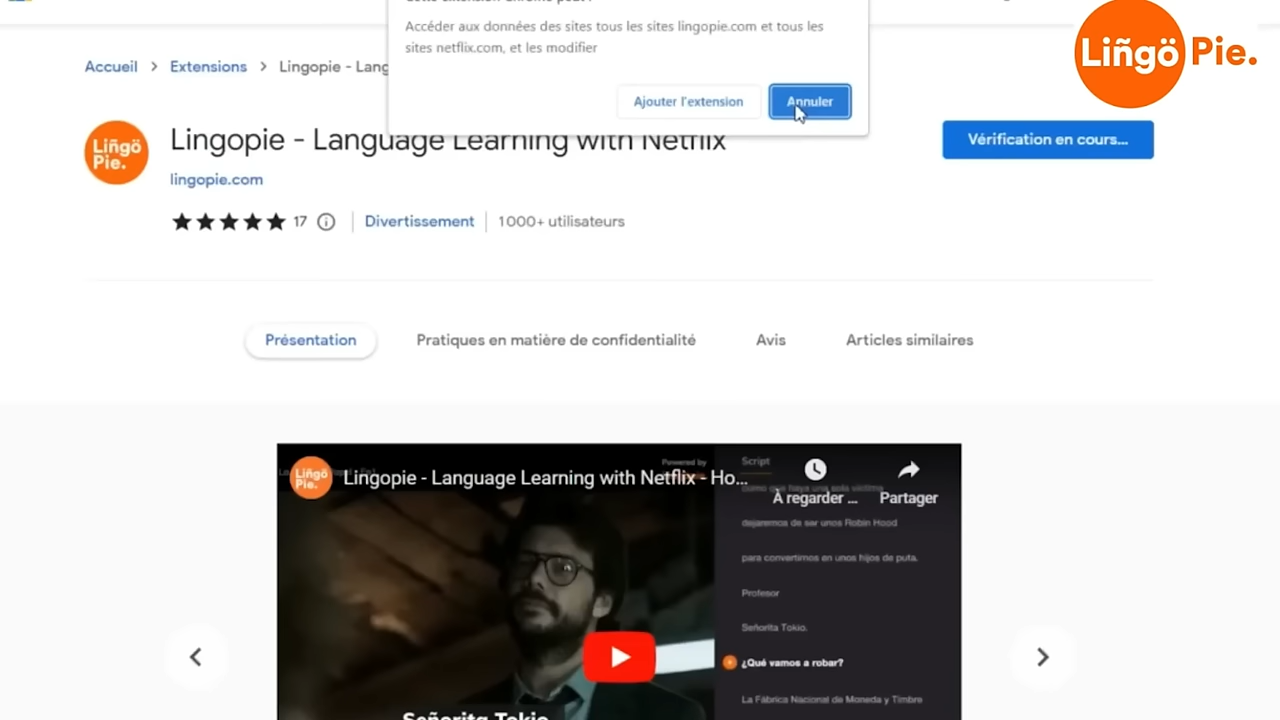 Accéder aux données des sites tous les sites lingopie.com et tous les
sites netflix.com, et les modifier
Ajouter l'extension
Annuler
Liñgö Pie.
Accueil > Extensions > Lingopie - Lang
Liñgö
Pie.
Lingopie - Language Learning with Netflix
lingopie.com
17
Divertissement
1 000+ utilisateurs
Vérification en cours...
Présentation
Pratiques en matière de confidentialité
Avis
Articles similaires
Liñgö
Pie.
Lingopie - Language Learning with Netflix - Ho...
Powered by
Script
À regarder ...
Partager
dejaremos de ser unos Robin Hood
para convertirnos en unos hijos de puta.
Profesor
Señorita Tokio.
¿Qué vamos a robar?
La Fábrica Nacional de Moneda y Timbre
Señorita Tokio